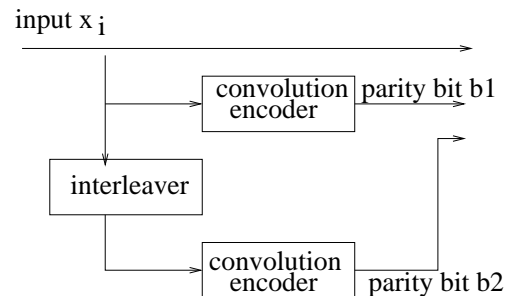 input x i
convolution
encoder
parity bit b1
interleaver
convolution
encoder
parity bit b2